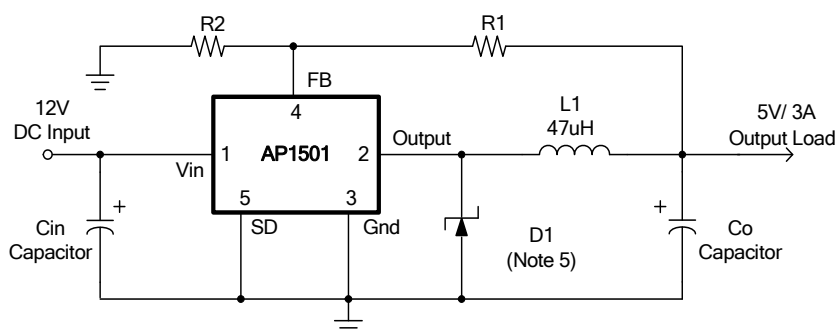 R2
R1
FB
4
12V
DC Input
L1
47uH
5V/ 3A
Output Load
Output
1
AP1501
2
Vin
5
3
SD
Gnd
+
Cin
Capacitor
D1
(Note 5)
+
Co
Capacitor